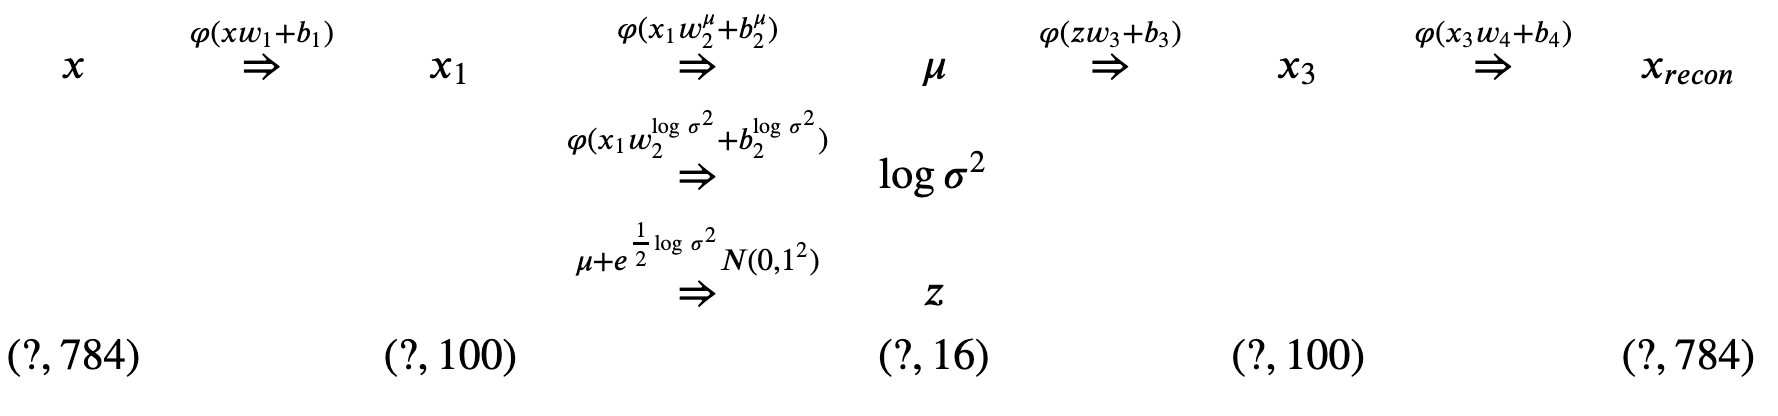 x φ(xw₁+b₁) ⇒ x₁ φ(x₁w₂^μ+b₂^μ) ⇒ μ φ(zw₃+b₃) ⇒ x₃ φ(x₃w₄+b₄) ⇒ x_recon
φ(x₁w₂^{log σ²}+b₂^{log σ²}) ⇒ log σ²
μ+e^{½ log σ²} N(0,1²) ⇒ z
(?, 784) (?, 100) (?, 16) (?, 100) (?, 784)